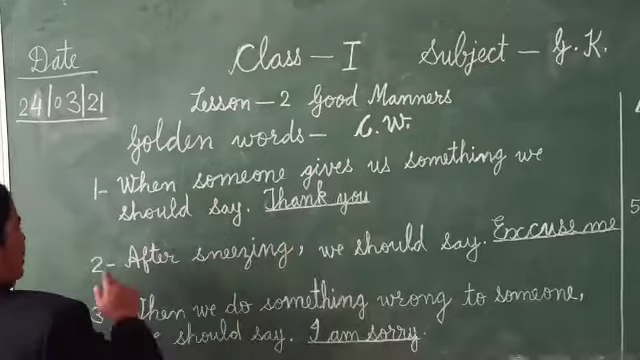 Date
24/03/21
Class - I
Subject - G.K.
Lesson - 2 Good Manners
Golden words - C.W.
1- When someone gives us something we
should say. Thank you
2- After sneezing, we should say. Exccuse me
3 When we do something wrong to someone,
should say. I am sorry.
5